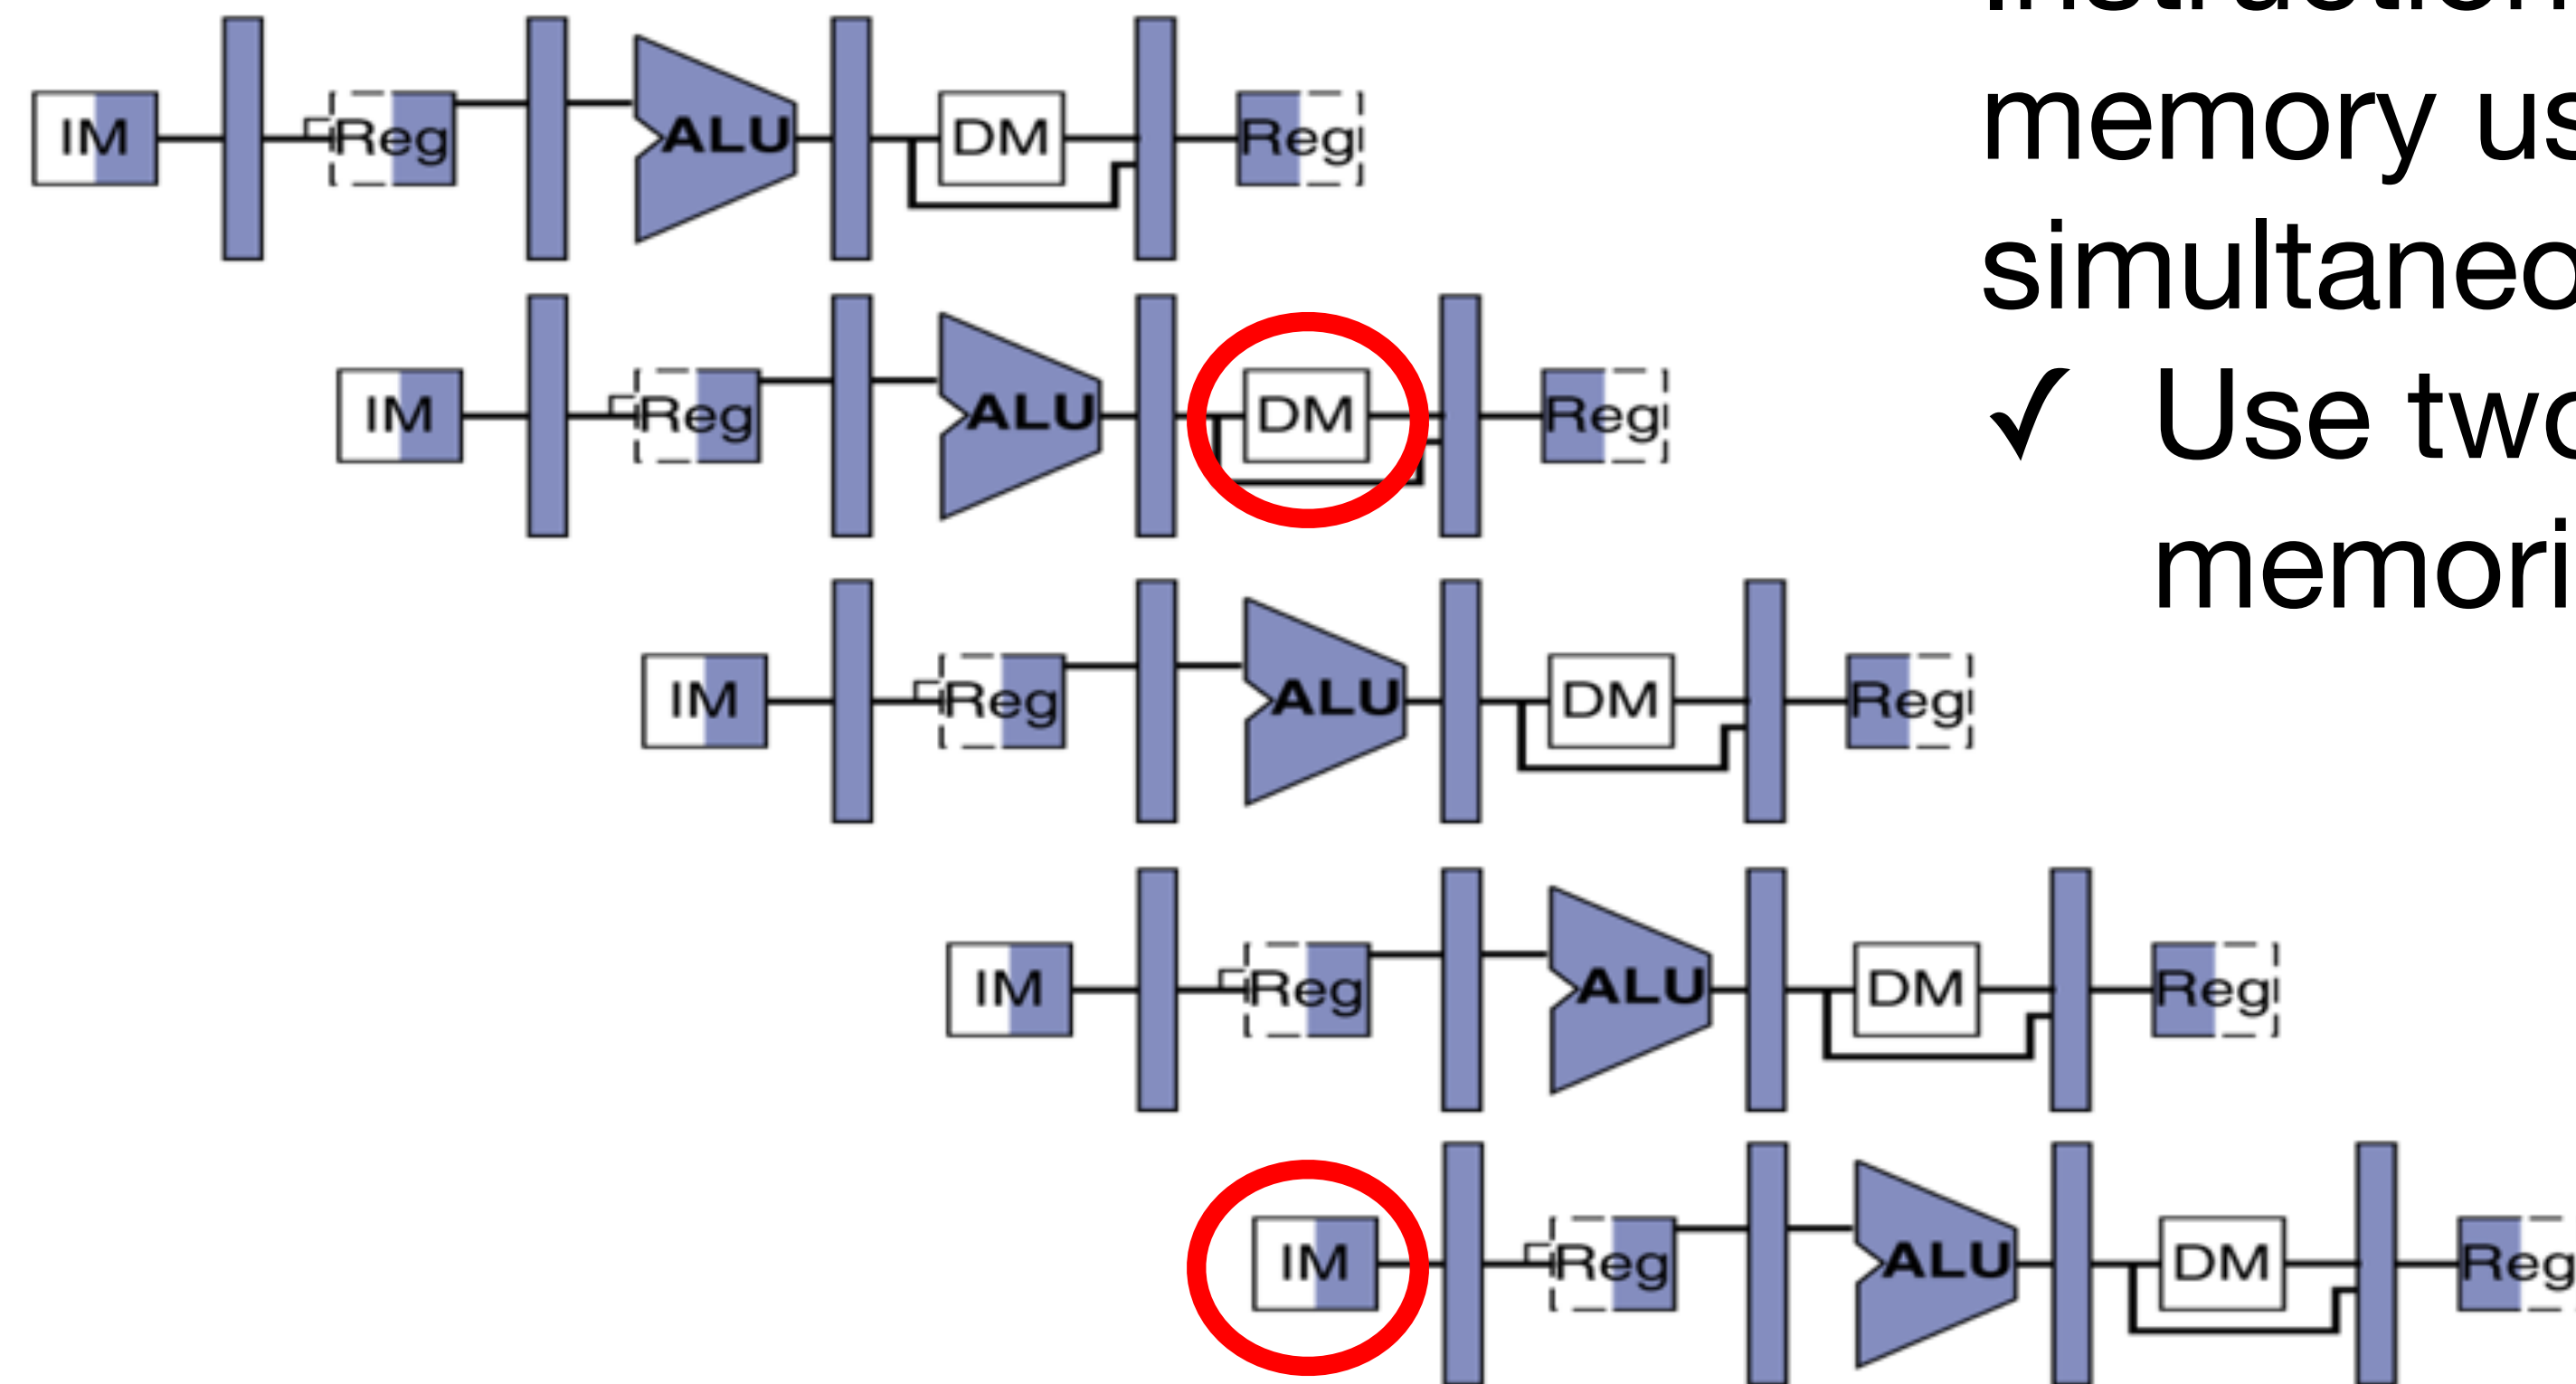 memory us
IM Reg ALU DM Reg
simultaneo
IM Reg ALU DM Reg
✓ Use two
memori
IM Reg ALU DM Reg
IM Reg ALU DM Reg
IM Reg ALU DM Reg